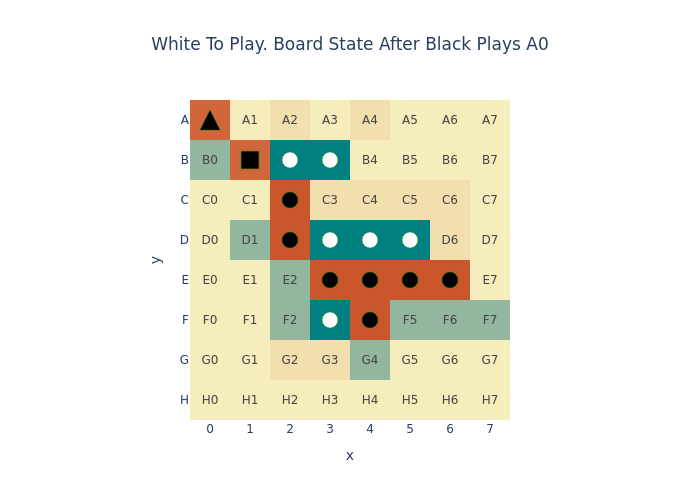 White To Play. Board State After Black Plays A0
A A1 A2 A3 A4 A5 A6 A7
B B0 B4 B5 B6 B7
C C0 C1 C3 C4 C5 C6 C7
D D0 D1 D6 D7
E E0 E1 E2 E7
F F0 F1 F2 F5 F6 F7
G G0 G1 G2 G3 G4 G5 G6 G7
H H0 H1 H2 H3 H4 H5 H6 H7
0 1 2 3 4 5 6 7
x
y